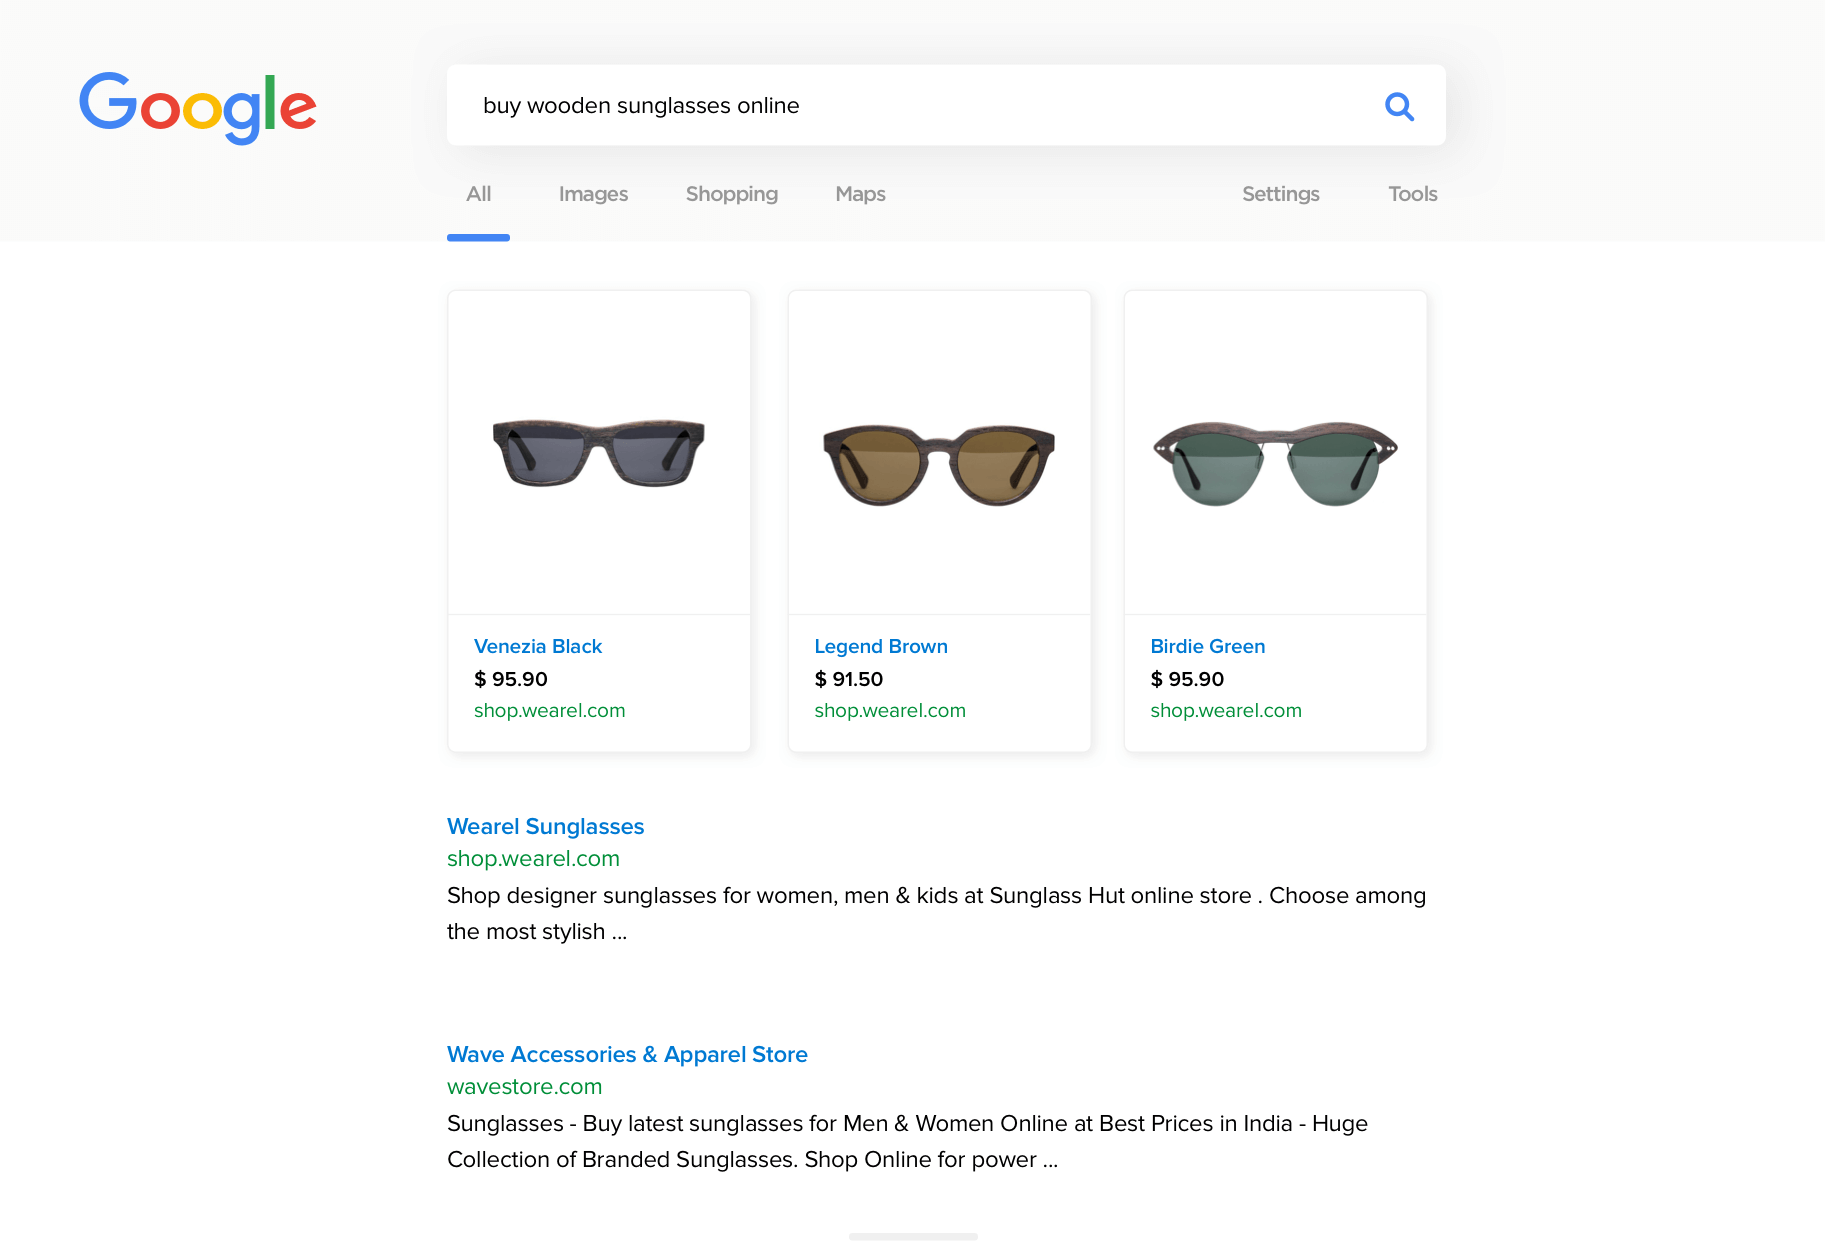 Google
buy wooden sunglasses online
All Images Shopping Maps Settings Tools
Venezia Black
$ 95.90
shop.wearel.com
Legend Brown
$ 91.50
shop.wearel.com
Birdie Green
$ 95.90
shop.wearel.com
Wearel Sunglasses
shop.wearel.com
Shop designer sunglasses for women, men & kids at Sunglass Hut online store . Choose among
the most stylish ...
Wave Accessories & Apparel Store
wavestore.com
Sunglasses - Buy latest sunglasses for Men & Women Online at Best Prices in India - Huge
Collection of Branded Sunglasses. Shop Online for power ...